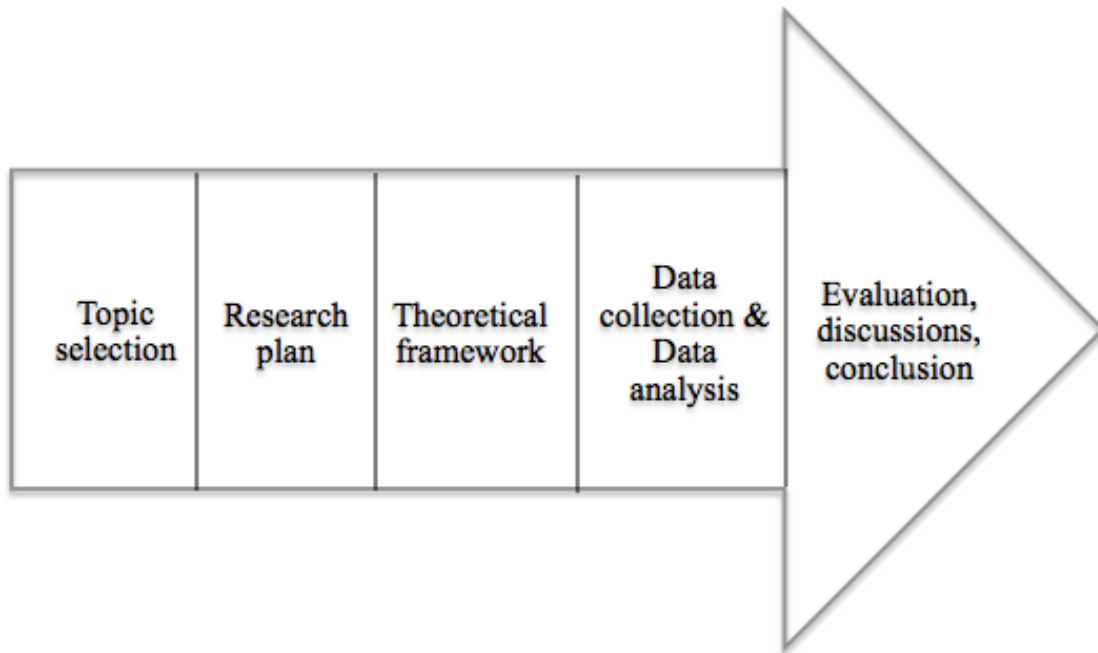 Topic
selection
Research
plan
Theoretical
framework
Data
collection &
Data
analysis
Evaluation,
discussions,
conclusion